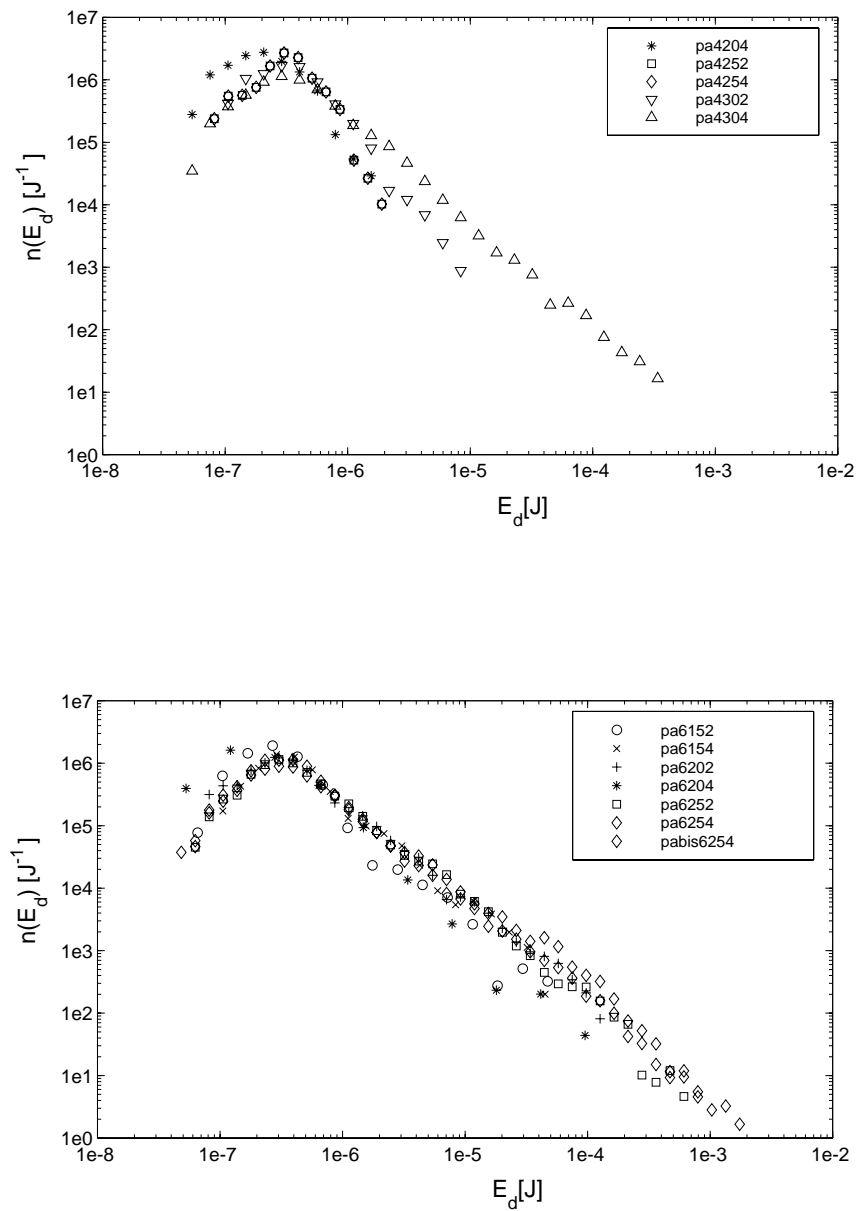 1e7
1e6
1e5
1e4
1e3
1e2
1e1
1e0
n(E_d) [J^-1]
pa4204
pa4252
pa4254
pa4302
pa4304
1e-8 1e-7 1e-6 1e-5 1e-4 1e-3 1e-2
E_d[J]
1e7
1e6
1e5
1e4
1e3
1e2
1e1
1e0
n(E_d) [J^-1]
pa6152
pa6154
pa6202
pa6204
pa6252
pa6254
pabis6254
1e-8 1e-7 1e-6 1e-5 1e-4 1e-3 1e-2
E_d[J]